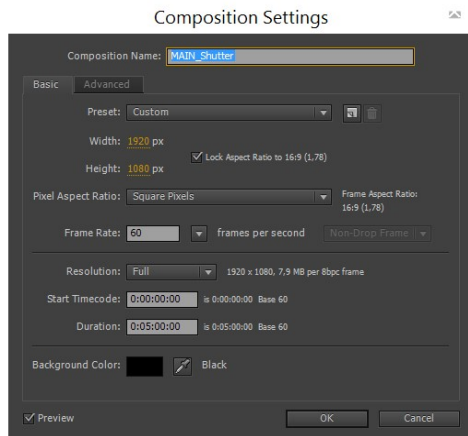 Composition Settings
Composition Name: MAIN_Shutter
Basic Advanced
Preset: Custom
Width: 1920 px
Lock Aspect Ratio to 16:9 (1,78)
Height: 1080 px
Pixel Aspect Ratio: Square Pixels Frame Aspect Ratio:
16:9 (1,78)
Frame Rate: 60 frames per second Non-Drop Frame
Resolution: Full 1920 x 1080, 7,9 MB per 8bpc frame
Start Timecode: 0:00:00:00 is 0:00:00:00 Base 60
Duration: 0:05:00:00 is 0:05:00:00 Base 60
Background Color: Black
Preview OK Cancel